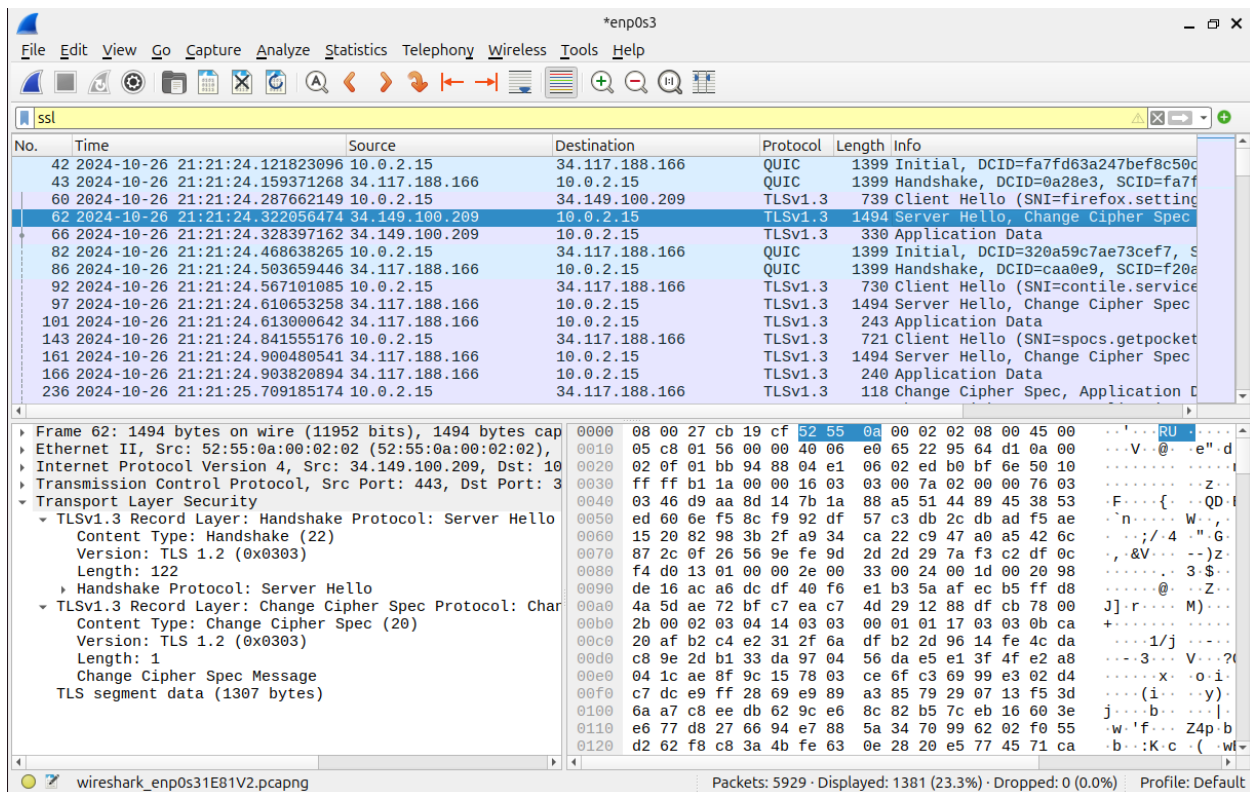 *enp0s3
File Edit View Go Capture Analyze Statistics Telephony Wireless Tools Help
ssl
No. Time Source Destination Protocol Length Info
42 2024-10-26 21:21:24.121823096 10.0.2.15 34.117.188.166 QUIC 1399 Initial, DCID=fa7fd63a247bef8c50c
43 2024-10-26 21:21:24.159371268 34.117.188.166 10.0.2.15 QUIC 1399 Handshake, DCID=0a28e3, SCID=fa7f
60 2024-10-26 21:21:24.287662149 10.0.2.15 34.149.100.209 TLSv1.3 739 Client Hello (SNI=firefox.setting
62 2024-10-26 21:21:24.322056474 34.149.100.209 10.0.2.15 TLSv1.3 1494 Server Hello, Change Cipher Spec
66 2024-10-26 21:21:24.328397162 34.149.100.209 10.0.2.15 TLSv1.3 330 Application Data
82 2024-10-26 21:21:24.468638265 10.0.2.15 34.117.188.166 QUIC 1399 Initial, DCID=320a59c7ae73cef7, S
86 2024-10-26 21:21:24.503659446 34.117.188.166 10.0.2.15 QUIC 1399 Handshake, DCID=caa0e9, SCID=f20a
92 2024-10-26 21:21:24.567101085 10.0.2.15 34.117.188.166 TLSv1.3 730 Client Hello (SNI=contile.service
97 2024-10-26 21:21:24.610653258 34.117.188.166 10.0.2.15 TLSv1.3 1494 Server Hello, Change Cipher Spec
101 2024-10-26 21:21:24.613000642 34.117.188.166 10.0.2.15 TLSv1.3 243 Application Data
143 2024-10-26 21:21:24.841555176 10.0.2.15 34.117.188.166 TLSv1.3 721 Client Hello (SNI=spocs.getpocket
161 2024-10-26 21:21:24.900480541 34.117.188.166 10.0.2.15 TLSv1.3 1494 Server Hello, Change Cipher Spec
166 2024-10-26 21:21:24.903820894 34.117.188.166 10.0.2.15 TLSv1.3 240 Application Data
236 2024-10-26 21:21:25.709185174 10.0.2.15 34.117.188.166 TLSv1.3 118 Change Cipher Spec, Application D
Frame 62: 1494 bytes on wire (11952 bits), 1494 bytes cap
Ethernet II, Src: 52:55:0a:00:02:02 (52:55:0a:00:02:02),
Internet Protocol Version 4, Src: 34.149.100.209, Dst: 10
Transmission Control Protocol, Src Port: 443, Dst Port: 3
Transport Layer Security
TLSv1.3 Record Layer: Handshake Protocol: Server Hello
Content Type: Handshake (22)
Version: TLS 1.2 (0x0303)
Length: 122
Handshake Protocol: Server Hello
TLSv1.3 Record Layer: Change Cipher Spec Protocol: Chan
Content Type: Change Cipher Spec (20)
Version: TLS 1.2 (0x0303)
Length: 1
Change Cipher Spec Message
TLS segment data (1307 bytes)
0000 08 00 27 cb 19 cf 52 55 0a 00 02 02 08 00 45 00
0010 05 c8 01 56 00 00 40 06 e0 65 22 95 64 d1 0a 00
0020 02 0f 01 bb 94 88 04 e1 06 02 ed b0 bf 6e 50 10
0030 ff ff b1 1a 00 00 16 03 03 00 7a 02 00 00 76 03
0040 03 46 d9 aa 8d 14 7b 1a 88 a5 51 44 89 45 38 53
0050 ed 60 6e f5 8c f9 92 df 57 c3 db 2c db ad f5 ae
0060 15 20 82 98 3b 2f a9 34 ca 22 c9 47 a0 a5 42 6c
0070 87 2c 0f 26 56 9e fe 9d 2d 2d 29 7a f3 c2 df 0c
0080 f4 d0 13 01 00 00 2e 00 33 00 24 00 1d 00 20 98
0090 de 16 ac a6 dc df 40 f6 e1 b3 5a af ec b5 ff d8
00a0 4a 5d ae 72 bf c7 ea c7 4d 29 12 88 df cb 78 00
00b0 2b 00 02 03 04 14 03 03 00 01 01 17 03 03 0b ca
00c0 20 af b2 c4 e2 31 2f 6a df b2 2d 96 14 fe 4c da
00d0 c8 9e 2d b1 33 da 97 04 56 da e5 e1 3f 4f e2 a8
00e0 04 1c ae 8f 9c 15 78 03 ce 6f c3 69 99 e3 02 d4
00f0 c7 dc e9 ff 28 69 e9 89 a3 85 79 29 07 13 f5 3d
0100 6a a7 c8 ee db 62 9c e6 8c 82 b5 7c eb 16 60 3e
0110 e6 77 d8 27 66 94 e7 88 5a 34 70 99 62 02 f0 55
0120 d2 62 f8 c8 3a 4b fe 63 0e 28 20 e5 77 45 71 ca
wireshark_enp0s31E81V2.pcapng Packets: 5929 · Displayed: 1381 (23.3%) · Dropped: 0 (0.0%) Profile: Default